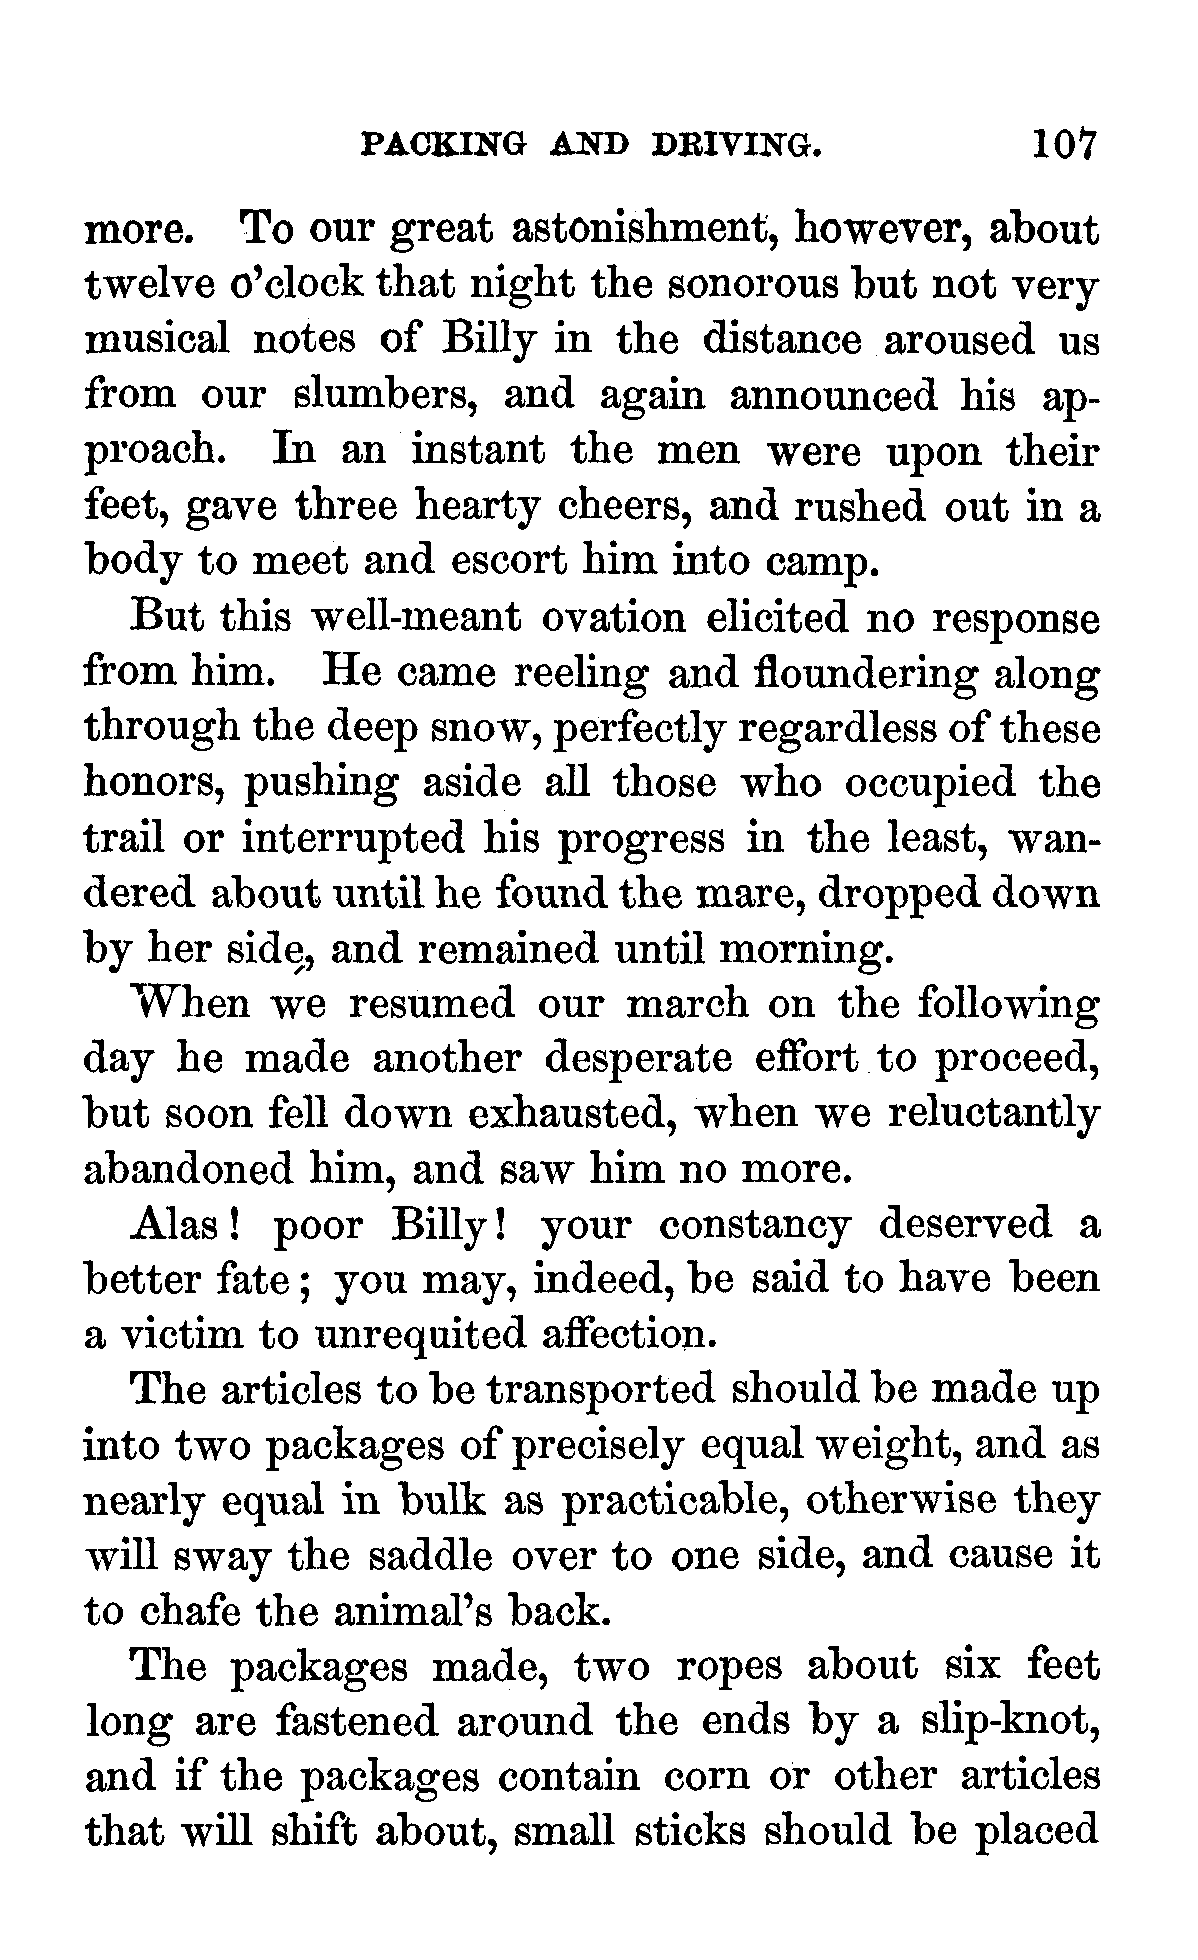 PACKING AND DRIVING. 107
more. To our great astonishment, however, about
twelve o'clock that night the sonorous but not very
musical notes of Billy in the distance aroused us
from our slumbers, and again announced his ap-
proach. In an instant the men were upon their
feet, gave three hearty cheers, and rushed out in a
body to meet and escort him into camp.
But this well-meant ovation elicited no response
from him. He came reeling and floundering along
through the deep snow, perfectly regardless of these
honors, pushing aside all those who occupied the
trail or interrupted his progress in the least, wan-
dered about until he found the mare, dropped down
by her side, and remained until morning.
When we resumed our march on the following
day he made another desperate effort to proceed,
but soon fell down exhausted, when we reluctantly
abandoned him, and saw him no more.
Alas! poor Billy! your constancy deserved a
better fate; you may, indeed, be said to have been
a victim to unrequited affection.
The articles to be transported should be made up
into two packages of precisely equal weight, and as
nearly equal in bulk as practicable, otherwise they
will sway the saddle over to one side, and cause it
to chafe the animal's back.
The packages made, two ropes about six feet
long are fastened around the ends by a slip-knot,
and if the packages contain corn or other articles
that will shift about, small sticks should be placed